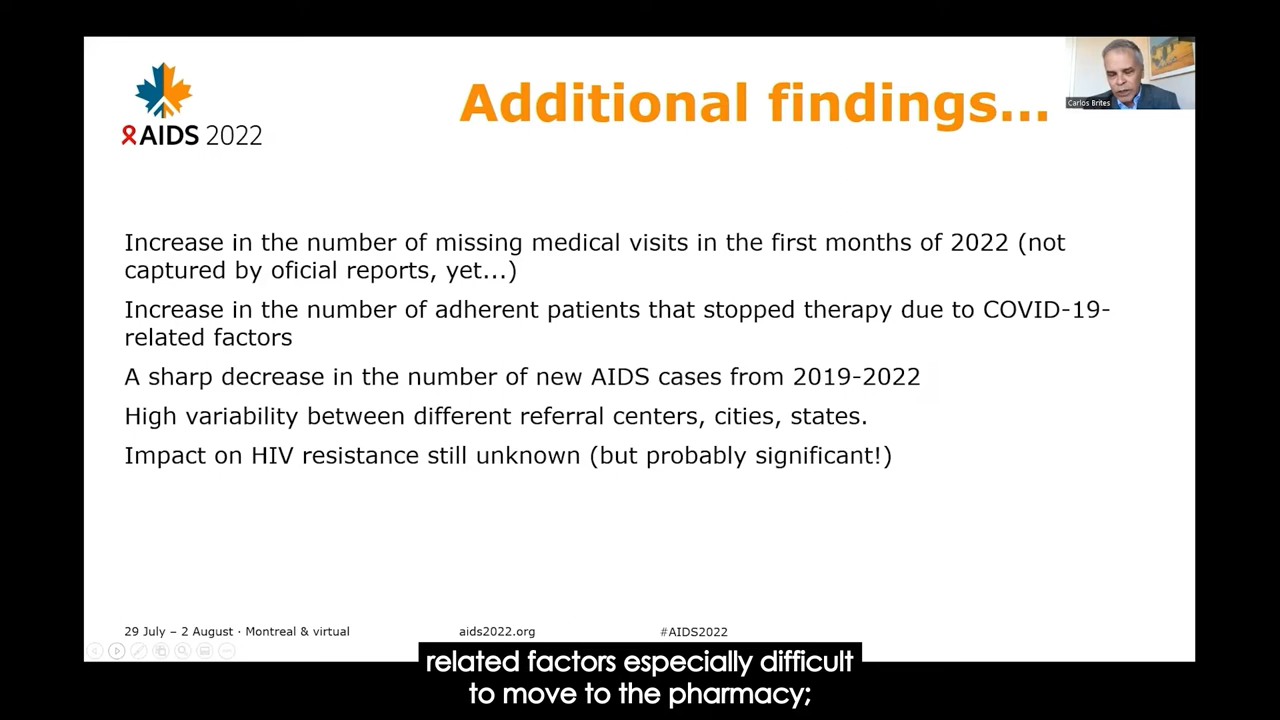 Additional findings...
Carlos Brites
AIDS 2022
Increase in the number of missing medical visits in the first months of 2022 (not
captured by oficial reports, yet...)
Increase in the number of adherent patients that stopped therapy due to COVID-19-
related factors
A sharp decrease in the number of new AIDS cases from 2019-2022
High variability between different referral centers, cities, states.
Impact on HIV resistance still unknown (but probably significant!)
29 July – 2 August · Montreal & virtual
aids2022.org
#AIDS2022
related factors especially difficult
to move to the pharmacy;